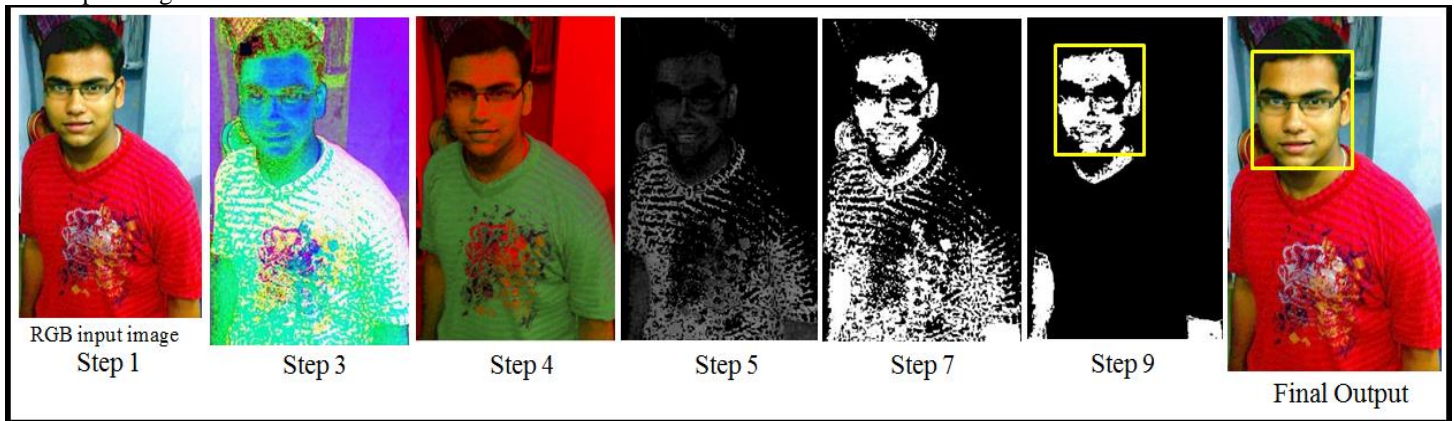 RGB input image
Step 1
Step 3
Step 4
Step 5
Step 7
Step 9
Final Output